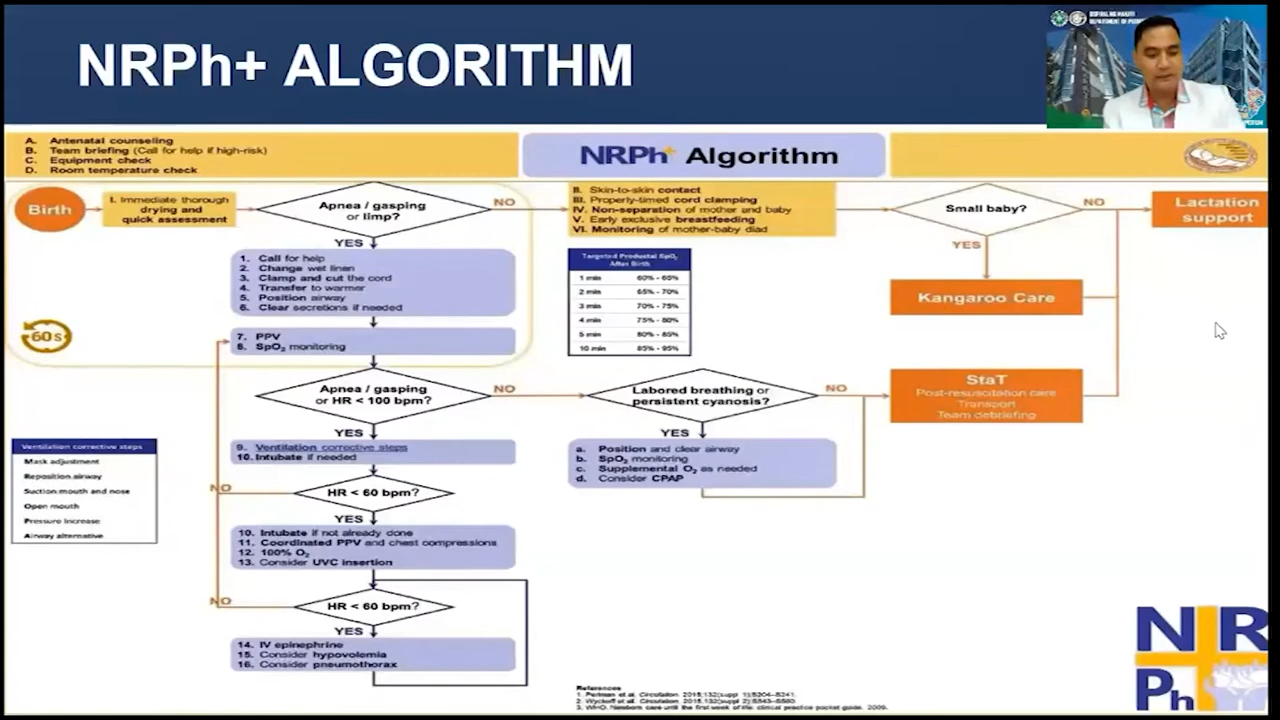 NRPh+ ALGORITHM
A. Antenatal counseling
B. Team briefing (Call for help if high-risk)
C. Equipment check
D. Room temperature check
NRPh+ Algorithm
Birth
I. Immediate thorough
drying and
quick assessment
Apnea / gasping
or limp?
NO
YES
II. Skin-to-skin contact
III. Properly-timed cord clamping
IV. Non-separation of mother and baby
V. Early exclusive breastfeeding
VI. Monitoring of mother-baby diad
Small baby?
NO
YES
Lactation
support
Kangaroo Care
1. Call for help
2. Change wet linen
3. Clamp and cut the cord
4. Transfer to warmer
5. Position airway
6. Clear secretions if needed
60s
7. PPV
8. SpO2 monitoring
Targeted Preductal SpO2
After Birth
1 min 60% - 65%
2 min 65% - 70%
3 min 70% - 75%
4 min 75% - 80%
5 min 80% - 85%
10 min 85% - 95%
Apnea / gasping
or HR < 100 bpm?
NO
YES
Labored breathing or
persistent cyanosis?
NO
YES
StaT
Post-resuscitation care
Transport
Team debriefing
Ventilation corrective steps
Mask adjustment
Reposition airway
Suction mouth and nose
Open mouth
Pressure increase
Airway alternative
9. Ventilation corrective steps
10. Intubate if needed
a. Position and clear airway
b. SpO2 monitoring
c. Supplemental O2 as needed
d. Consider CPAP
HR < 60 bpm?
NO
YES
10. Intubate if not already done
11. Coordinated PPV and chest compressions
12. 100% O2
13. Consider UVC insertion
HR < 60 bpm?
NO
YES
14. IV epinephrine
15. Consider hypovolemia
16. Consider pneumothorax
References
1. Perlman et al. Circulation. 2015;132(suppl 1):S204-S241.
2. Wyckoff et al. Circulation. 2015;132(suppl 2):S543-S560.
3. WHO. Newborn care until the first week of life: clinical practice pocket guide. 2009.
NR
Ph